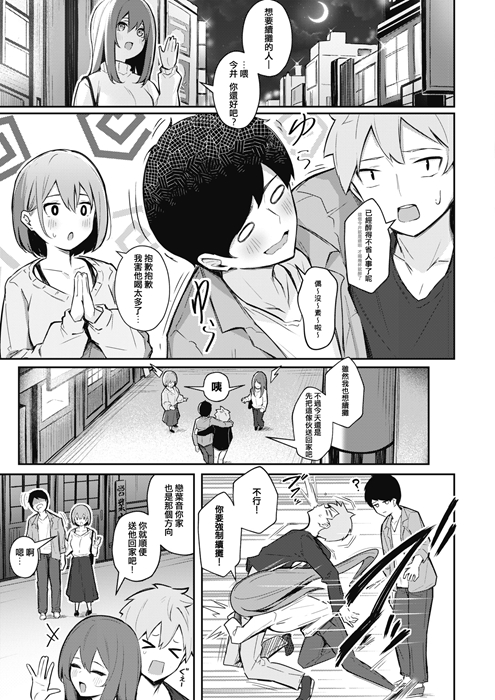 想要續攤的人!
…喂
今井 你還好吧?
已經醉得不省人事了呢
俺~沒~素~啦~
抱歉抱歉
我害他喝太多了…
雖然我也想續攤
不過今天還是
先把這傢伙送回家吧
咦
不行!
你要強制續攤!
戀葉音你家
也是那個方向
你就順便
送他回家吧!
嗯 啊